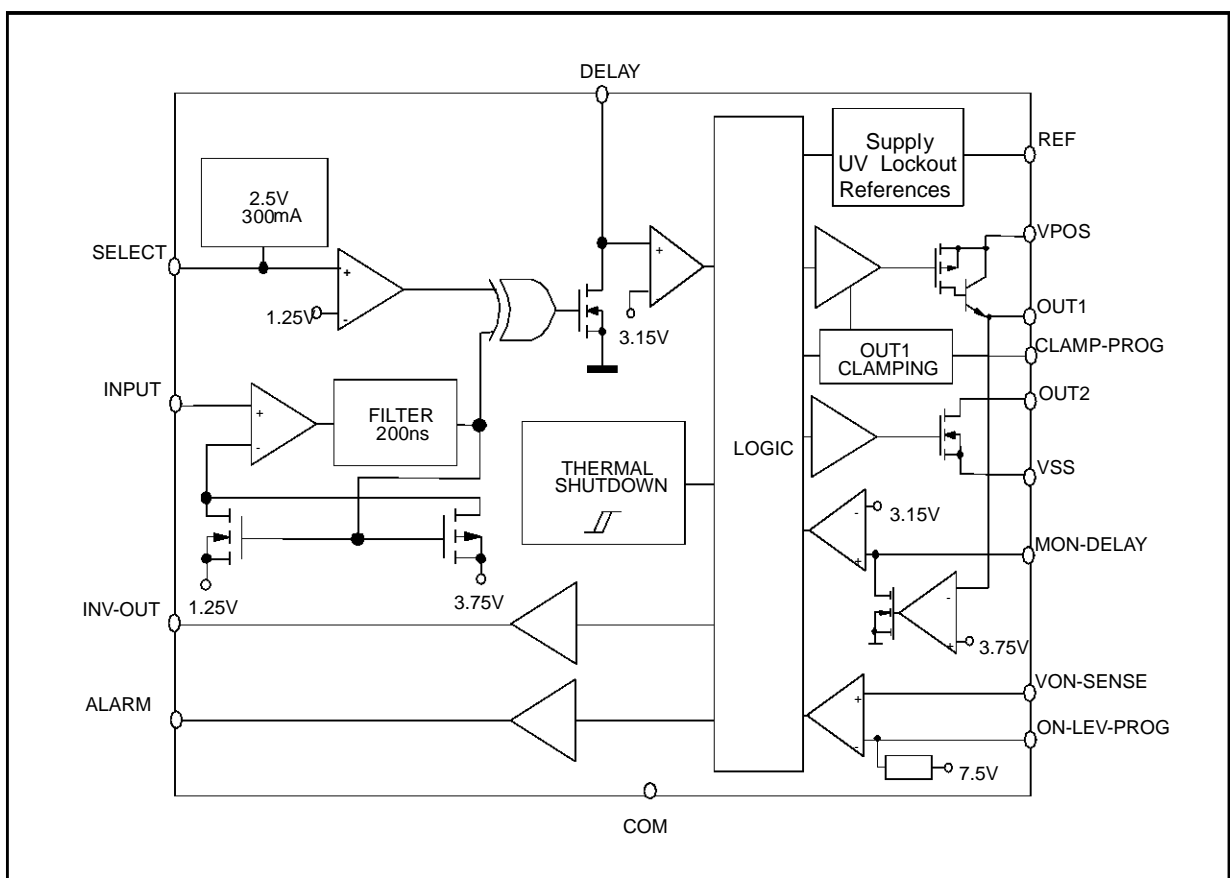 DELAY
2.5V
300mA
Supply
UV Lockout
References
REF
SELECT
+
-
1.25V
+
-
3.15V
VPOS
OUT1
OUT1
CLAMPING
CLAMP-PROG
INPUT
+
-
FILTER
200ns
OUT2
THERMAL
SHUTDOWN
LOGIC
VSS
-
3.15V
+
MON-DELAY
1.25V
3.75V
INV-OUT
-
+
3.75V
ALARM
VON-SENSE
+
-
ON-LEV-PROG
7.5V
COM